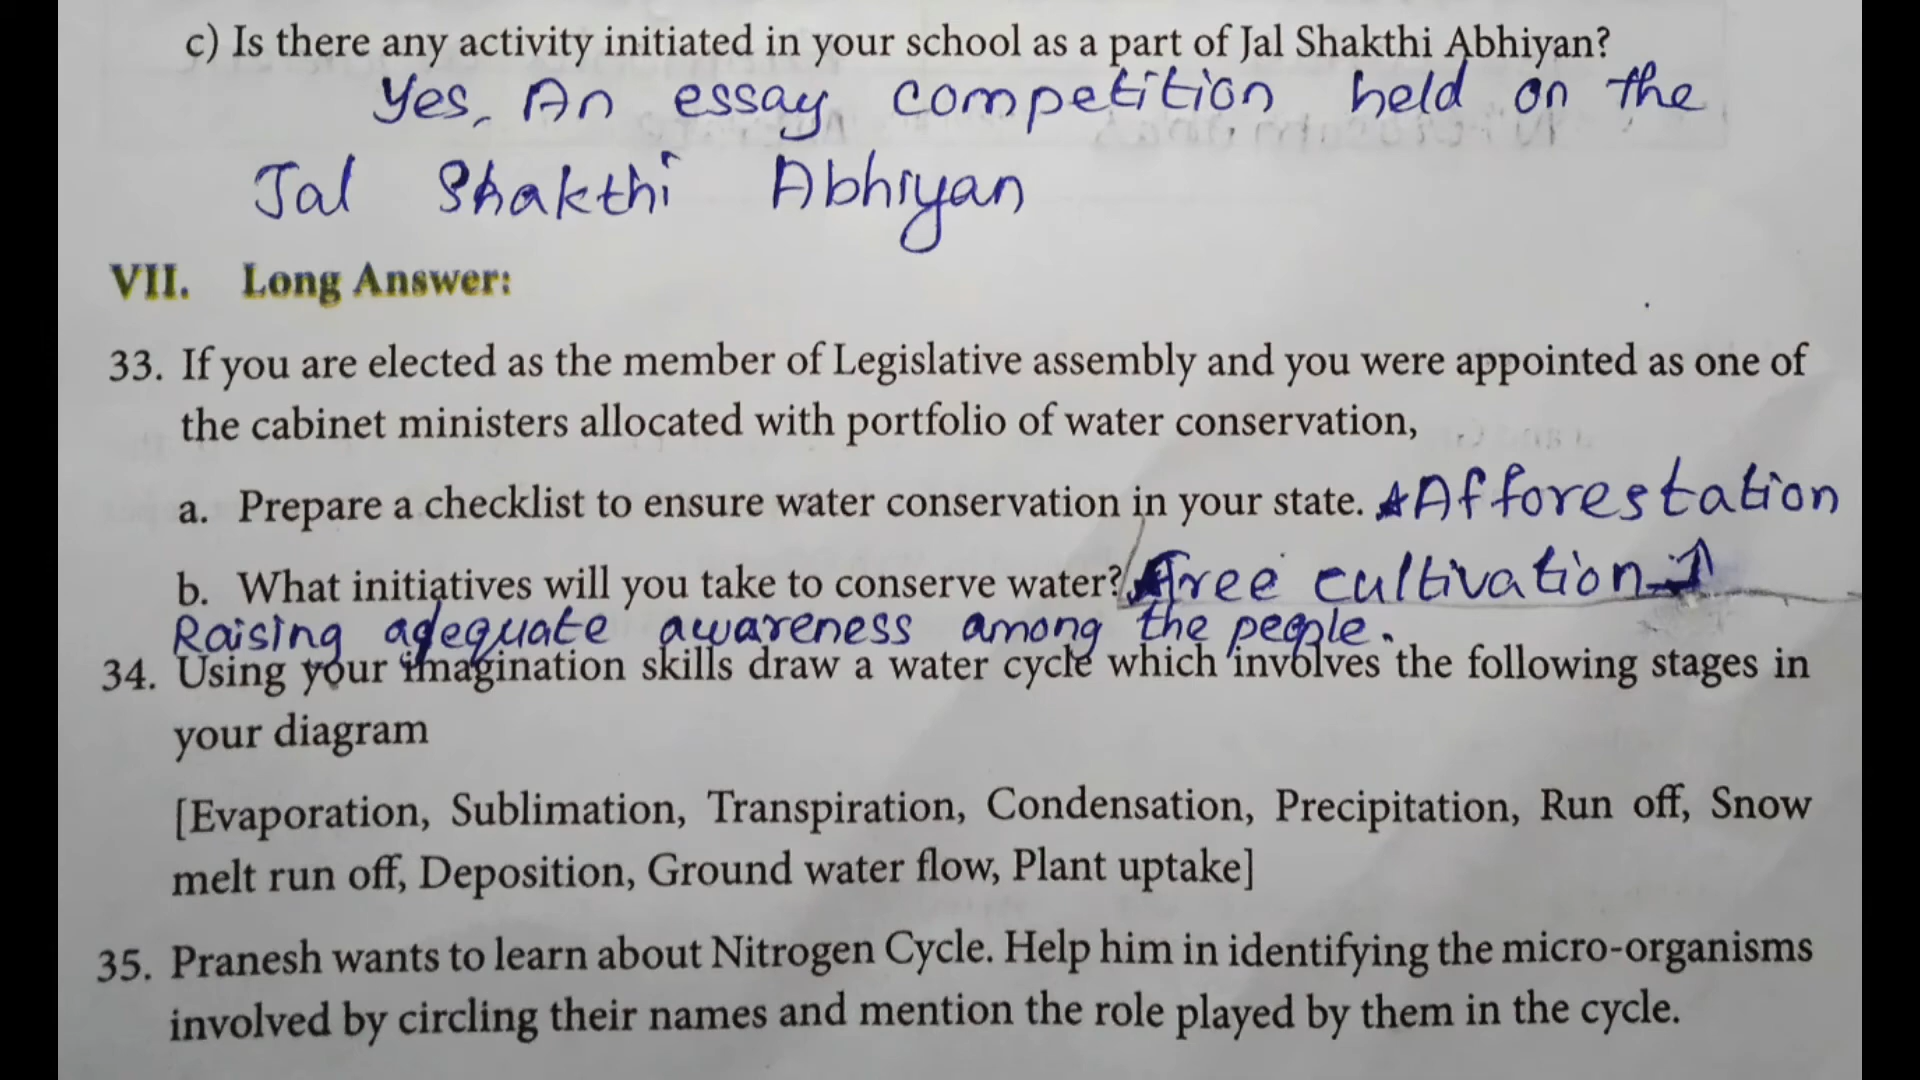 c) Is there any activity initiated in your school as a part of Jal Shakthi Abhiyan?
Yes, An essay competition held on the
Jal Shakthi Abhiyan
VII. Long Answer:
33. If you are elected as the member of Legislative assembly and you were appointed as one of
the cabinet ministers allocated with portfolio of water conservation,
a. Prepare a checklist to ensure water conservation in your state. Afforestation
b. What initiatives will you take to conserve water? Tree cultivation
Raising adequate awareness among the people.
34. Using your imagination skills draw a water cycle which involves the following stages in
your diagram
[Evaporation, Sublimation, Transpiration, Condensation, Precipitation, Run off, Snow
melt run off, Deposition, Ground water flow, Plant uptake]
35. Pranesh wants to learn about Nitrogen Cycle. Help him in identifying the micro-organisms
involved by circling their names and mention the role played by them in the cycle.